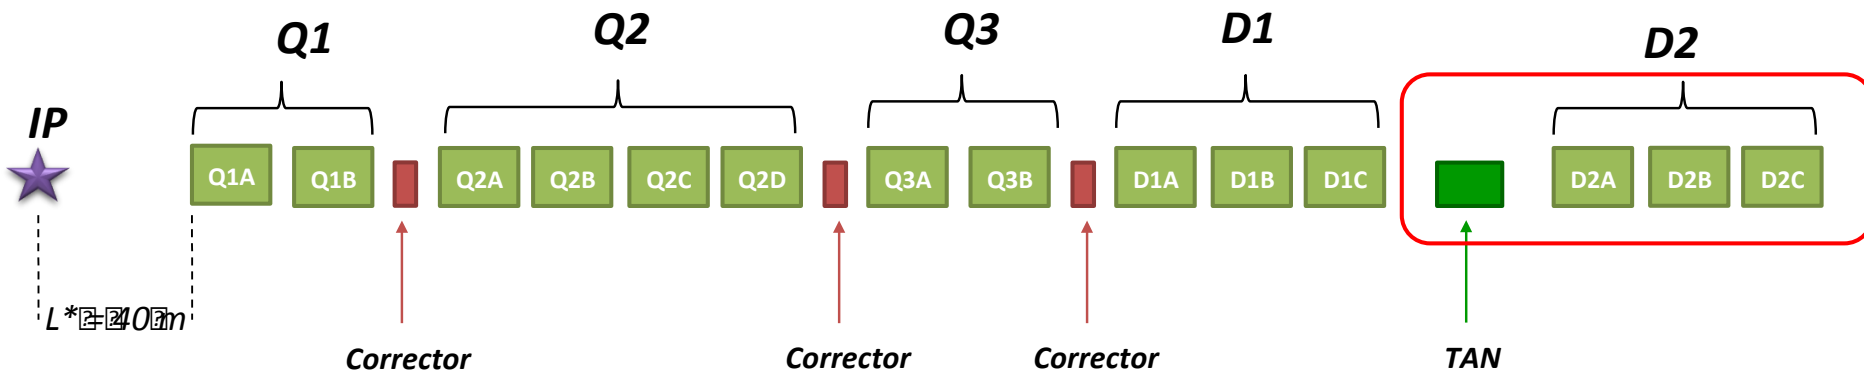 Q1 Q2 Q3 D1 D2
IP
Q1A Q1B Q2A Q2B Q2C Q2D Q3A Q3B D1A D1B D1C D2A D2B D2C
L* = 40 m
Corrector Corrector Corrector TAN